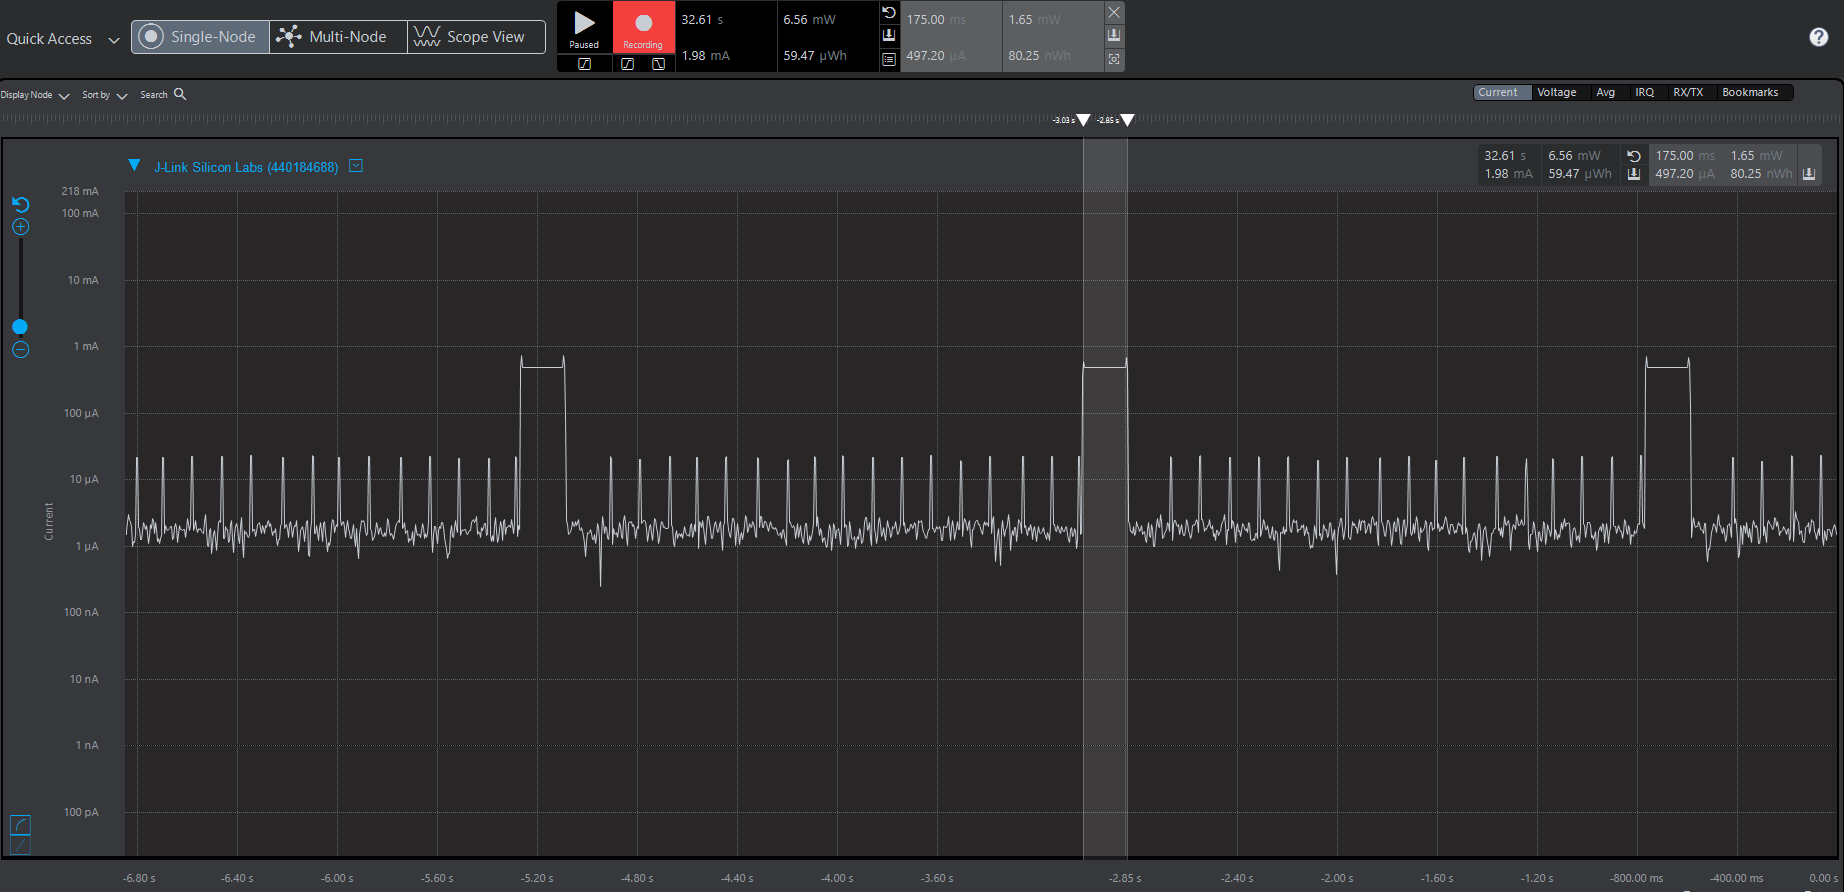 Quick Access
Single-Node
Multi-Node
Scope View
Paused
Recording
32.61 s
6.56 mW
1.98 mA
59.47 µWh
175.00 ms
1.65 mW
497.20 µA
80.25 nWh
?
Display Node
Sort by
Search
Current
Voltage
Avg
IRQ
RX/TX
Bookmarks
-3.03 s
-2.85 s
J-Link Silicon Labs (440184688)
32.61 s
6.56 mW
175.00 ms
1.65 mW
1.98 mA
59.47 µWh
497.20 µA
80.25 nWh
218 mA
100 mA
10 mA
1 mA
100 µA
10 µA
Current
1 µA
100 nA
10 nA
1 nA
100 pA
-6.80 s
-6.40 s
-6.00 s
-5.60 s
-5.20 s
-4.80 s
-4.40 s
-4.00 s
-3.60 s
-2.85 s
-2.40 s
-2.00 s
-1.60 s
-1.20 s
-800.00 ms
-400.00 ms
0.00 s